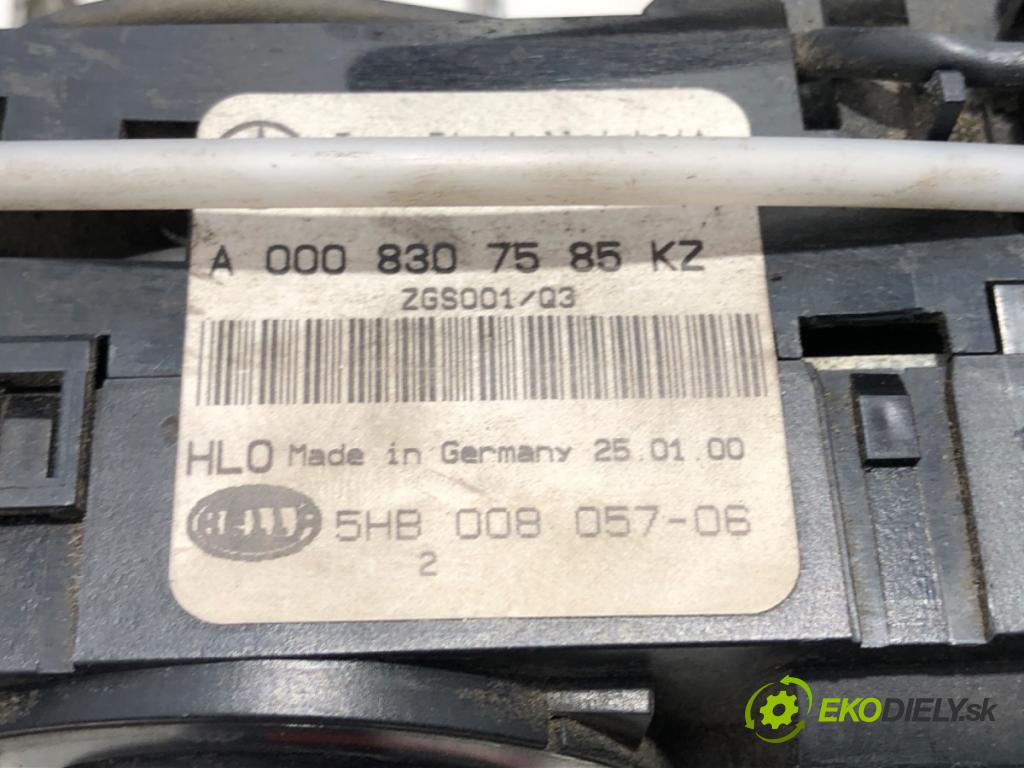 A 000 830 75 85 KZ
ZGS001/Q3
HLO Made in Germany 25.01.00
HELLA 5HB 008 057-06
2
EKODIELY.sk